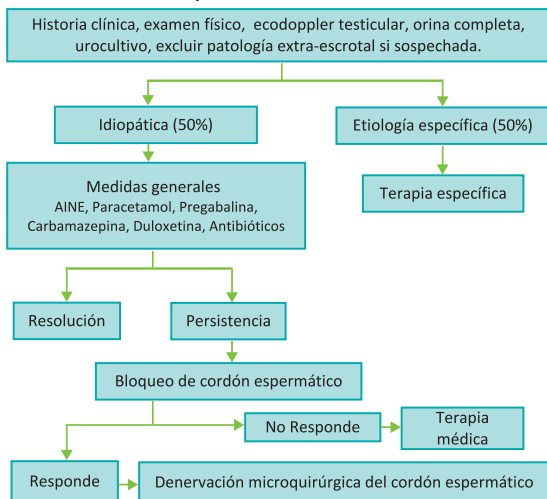 Historia clínica, examen físico, ecodoppler testicular, orina completa,
urocultivo, excluir patología extra-escrotal si sospechada.
Idiopática (50%)
Etiología específica (50%)
Medidas generales
AINE, Paracetamol, Pregabalina,
Carbamazepina, Duloxetina, Antibióticos
Terapia específica
Resolución
Persistencia
Bloqueo de cordón espermático
No Responde
Terapia
médica
Responde
Denervación microquirúrgica del cordón espermático